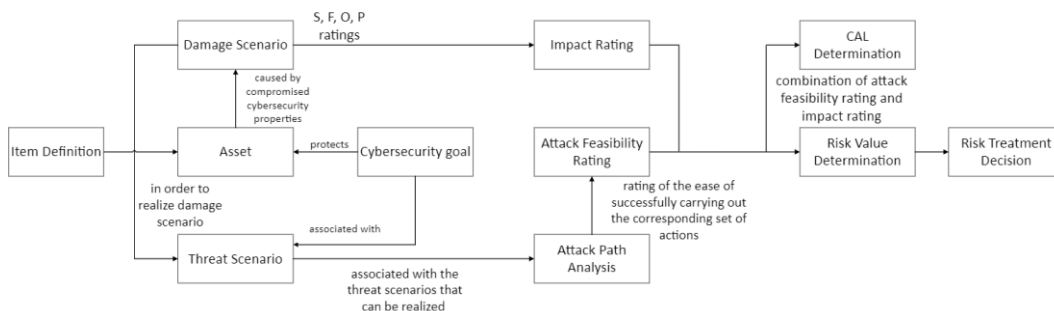 S, F, O, P
ratings
Damage Scenario
Impact Rating
CAL
Determination
caused by
compromised
cybersecurity
properties
combination of attack
feasibility rating and
impact rating
Item Definition
Asset
protects
Cybersecurity goal
Attack Feasibility
Rating
Risk Value
Determination
Risk Treatment
Decision
in order to
realize damage
scenario
rating of the ease of
successfully carrying out
the corresponding set of
actions
associated with
Threat Scenario
Attack Path
Analysis
associated with the
threat scenarios that
can be realized